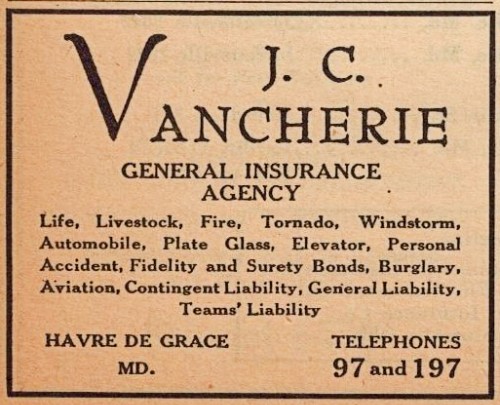 J. C.
VANCHERIE
GENERAL INSURANCE
AGENCY
Life, Livestock, Fire, Tornado, Windstorm,
Automobile, Plate Glass, Elevator, Personal
Accident, Fidelity and Surety Bonds, Burglary,
Aviation, Contingent Liability, General Liability,
Teams' Liability
HAVRE DE GRACE
MD.
TELEPHONES
97 and 197